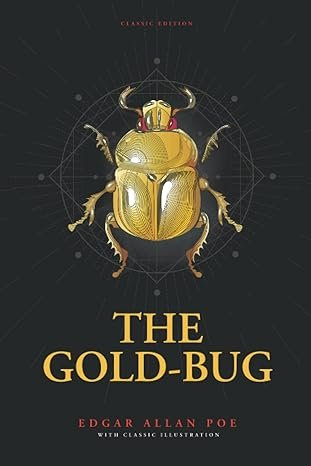 CLASSIC EDITION
THE
GOLD-BUG
EDGAR ALLAN POE
WITH CLASSIC ILLUSTRATION